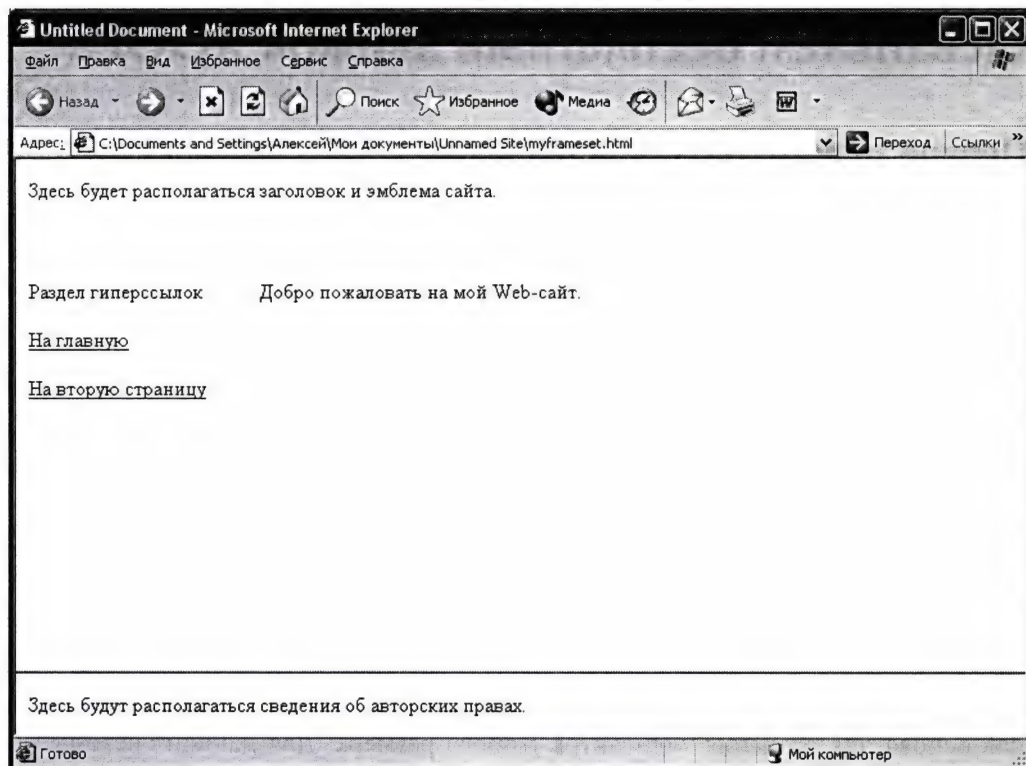 Untitled Document - Microsoft Internet Explorer
Файл Правка Вид Избранное Сервис Справка
Назад Поиск Избранное Медиа
Адрес: C:\Documents and Settings\Алексей\Мои документы\Unnamed Site\myframeset.html Переход Ссылки »
Здесь будет располагаться заголовок и эмблема сайта.
Раздел гиперссылок Добро пожаловать на мой Web-сайт.
На главную
На вторую страницу
Здесь будут располагаться сведения об авторских правах.
Готово Мой компьютер